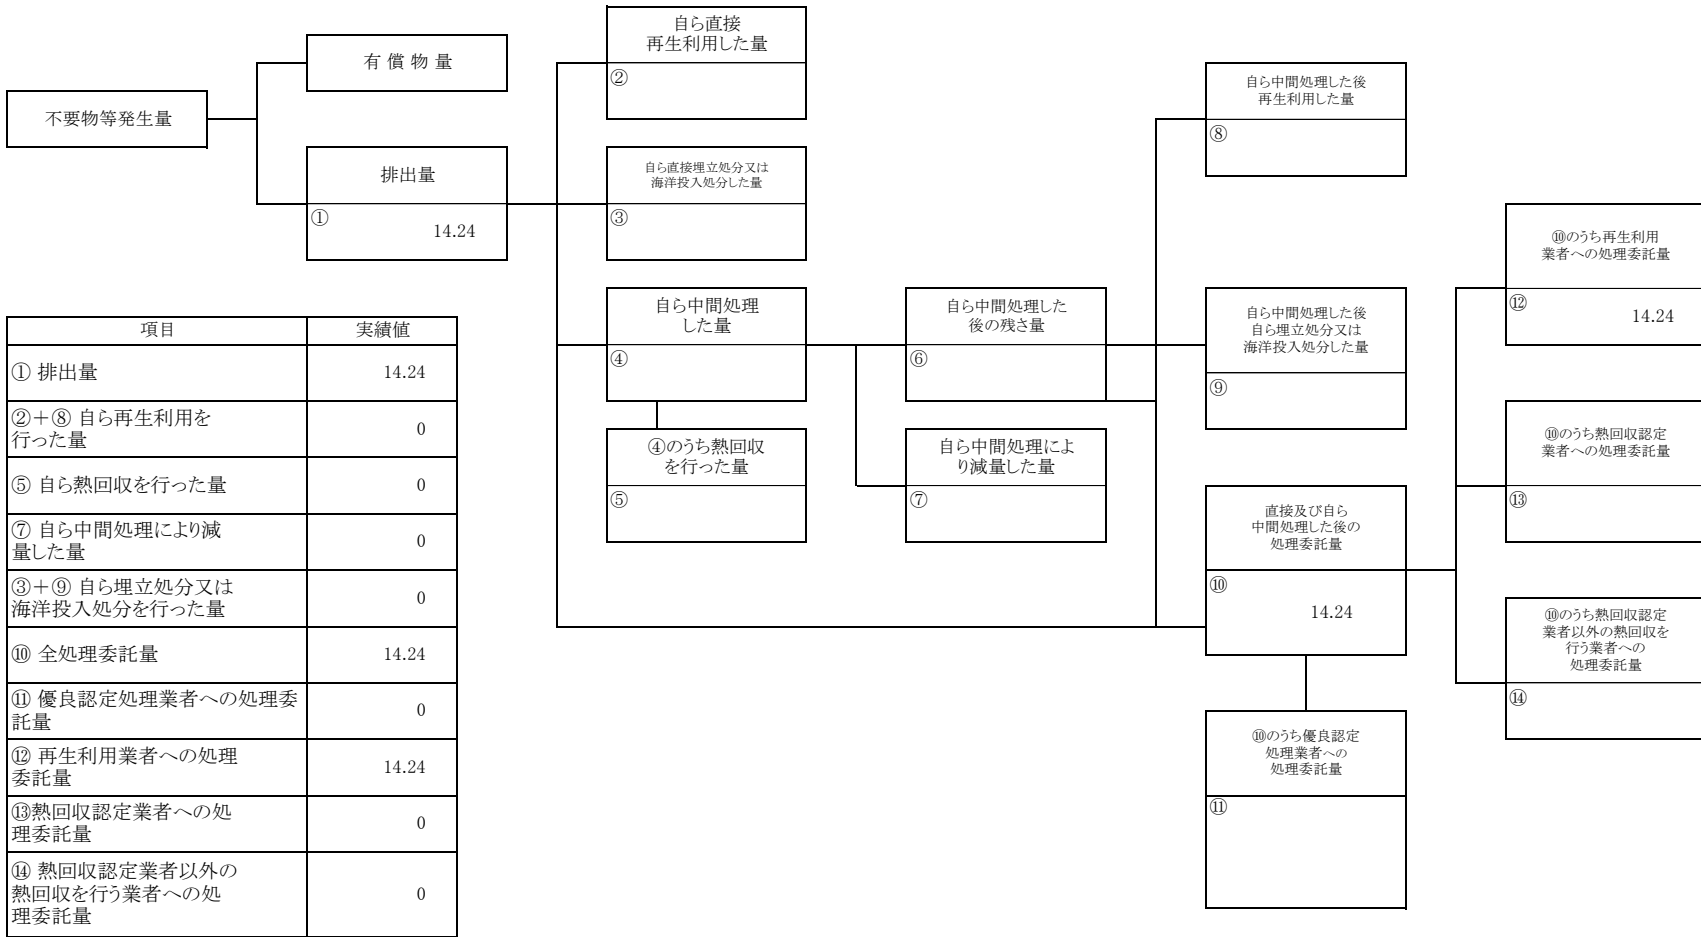 不要物等発生量
有 償 物 量
排出量
①
14.24
自ら直接
再生利用した量
②
自ら直接埋立処分又は
海洋投入処分した量
③
自ら中間処理
した量
④
④のうち熱回収
を行った量
⑤
自ら中間処理した
後の残さ量
⑥
自ら中間処理によ
り減量した量
⑦
自ら中間処理した後
再生利用した量
⑧
自ら中間処理した後
自ら埋立処分又は
海洋投入処分した量
⑨
直接及び自ら
中間処理した後の
処理委託量
⑩
14.24
⑩のうち優良認定
処理業者への
処理委託量
⑪
⑩のうち再生利用
業者への処理委託量
⑫
14.24
⑩のうち熱回収認定
業者への処理委託量
⑬
⑩のうち熱回収認定
業者以外の熱回収を
行う業者への
処理委託量
⑭
項目 実績値
① 排出量 14.24
②+⑧ 自ら再生利用を
行った量 0
⑤ 自ら熱回収を行った量 0
⑦ 自ら中間処理により減
量した量 0
③+⑨ 自ら埋立処分又は
海洋投入処分を行った量 0
⑩ 全処理委託量 14.24
⑪ 優良認定処理業者への処理委
託量 0
⑫ 再生利用業者への処理
委託量 14.24
⑬熱回収認定業者への処
理委託量 0
⑭ 熱回収認定業者以外の
熱回収を行う業者への処
理委託量 0